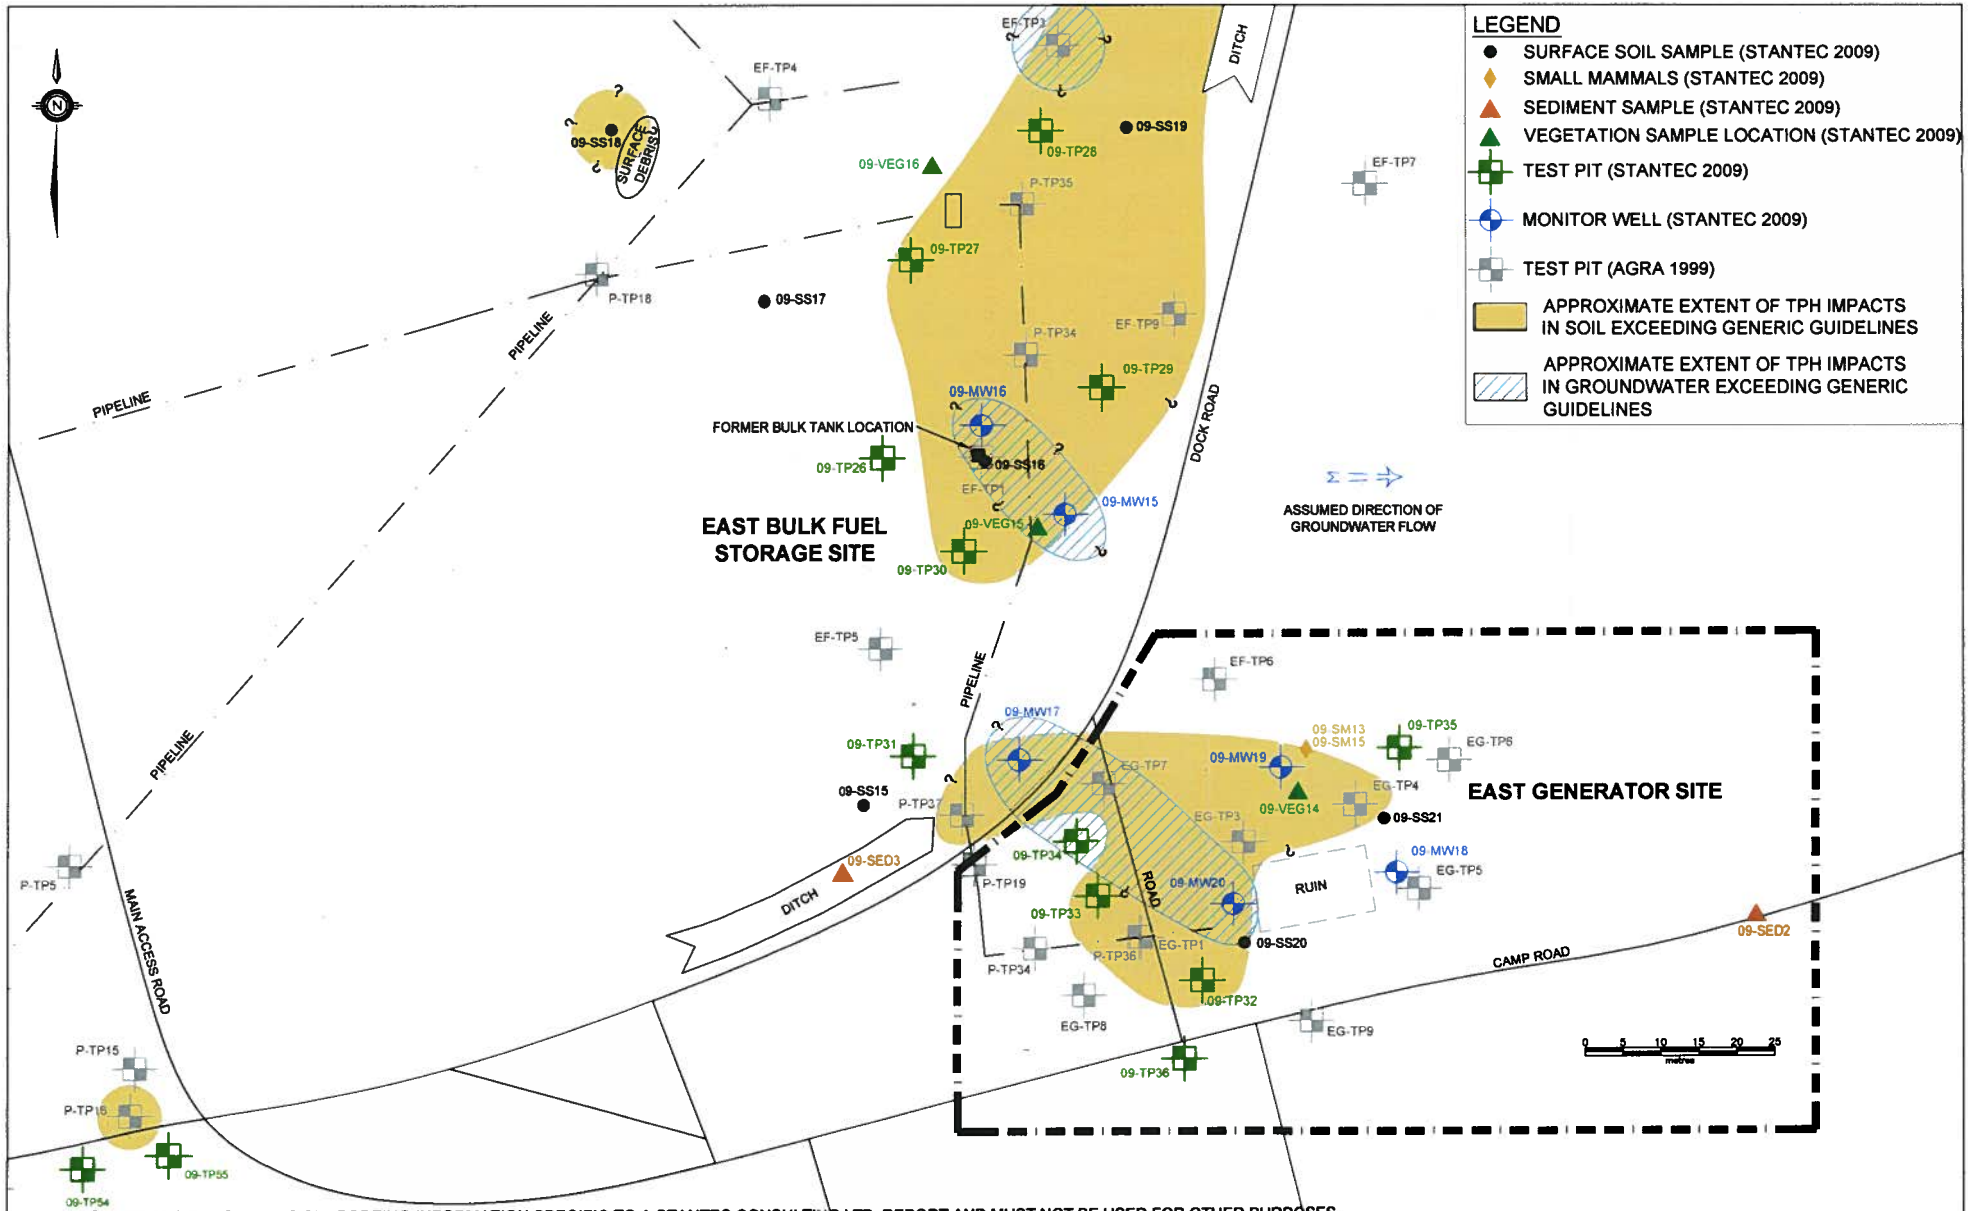 LEGEND
SURFACE SOIL SAMPLE (STANTEC 2009)
SMALL MAMMALS (STANTEC 2009)
SEDIMENT SAMPLE (STANTEC 2009)
VEGETATION SAMPLE LOCATION (STANTEC 2009)
TEST PIT (STANTEC 2009)
MONITOR WELL (STANTEC 2009)
TEST PIT (AGRA 1999)
APPROXIMATE EXTENT OF TPH IMPACTS
IN SOIL EXCEEDING GENERIC GUIDELINES
APPROXIMATE EXTENT OF TPH IMPACTS
IN GROUNDWATER EXCEEDING GENERIC
GUIDELINES
N
EF-TP3
DITCH
EF-TP4
09-SS18
SURFACE
DEBRIS
09-SS19
09-TP28
09-VEG16
P-TP35
EF-TP7
09-TP27
P-TP18
09-SS17
PIPELINE
EF-TP9
P-TP34
09-TP29
PIPELINE
09-MW16
DOCK ROAD
FORMER BULK TANK LOCATION
09-TP26
09-SS16
EF-TP1
09-MW15
ASSUMED DIRECTION OF
GROUNDWATER FLOW
EAST BULK FUEL
STORAGE SITE
09-VEG15
09-TP30
EF-TP5
PIPELINE
EF-TP6
09-MW17
09-SM13
09-SM15
09-TP35
EG-TP6
09-TP31
PIPELINE
09-MW19
EG-TP7
EG-TP4
EAST GENERATOR SITE
09-SS15
P-TP37
09-VEG14
EG-TP3
09-SS21
09-TP34
09-MW18
09-SED3
EG-TP5
P-TP19
P-TP5
09-MW20
RUIN
ROAD
DITCH
09-TP33
MAIN ACCESS ROAD
09-SED2
EG-TP1
09-SS20
P-TP36
P-TP34
CAMP ROAD
09-TP32
EG-TP8
EG-TP9
0 5 10 15 20 25
metres
P-TP15
09-TP36
P-TP16
09-TP55
09-TP54